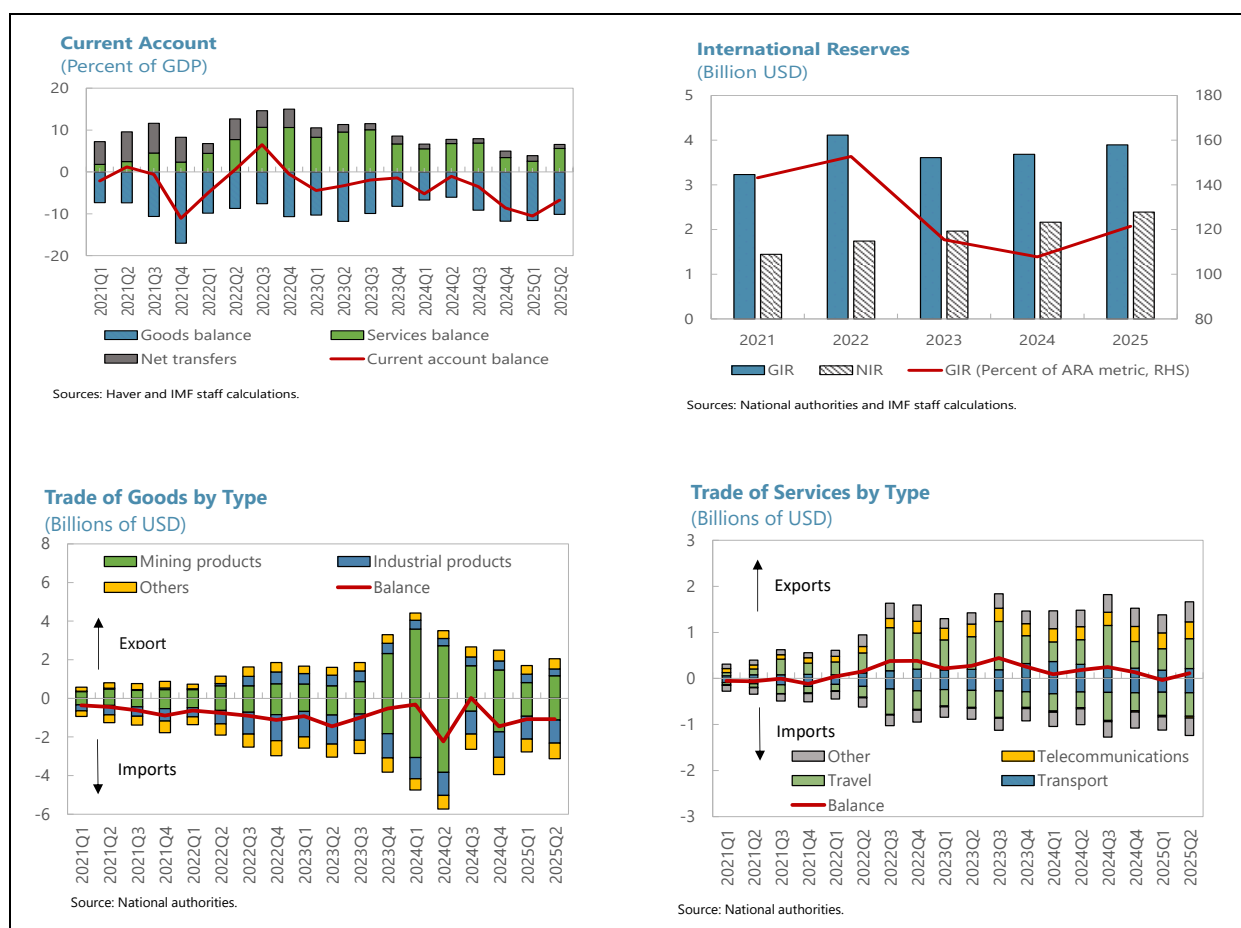 Current Account
(Percent of GDP)
20
10
0
-10
-20
2021Q1
2021Q2
2021Q3
2021Q4
2022Q1
2022Q2
2022Q3
2022Q4
2023Q1
2023Q2
2023Q3
2023Q4
2024Q1
2024Q2
2024Q3
2024Q4
2025Q1
2025Q2
Goods balance
Services balance
Net transfers
Current account balance
Sources: Haver and IMF staff calculations.
International Reserves
(Billion USD)
5
4
3
2
1
0
180
160
140
120
100
80
2021
2022
2023
2024
2025
GIR
NIR
GIR (Percent of ARA metric, RHS)
Sources: National authorities and IMF staff calculations.
Trade of Goods by Type
(Billions of USD)
8
6
4
2
0
-2
-4
-6
Mining products
Industrial products
Others
Balance
Export
Imports
2021Q1
2021Q2
2021Q3
2021Q4
2022Q1
2022Q2
2022Q3
2022Q4
2023Q1
2023Q2
2023Q3
2023Q4
2024Q1
2024Q2
2024Q3
2024Q4
2025Q1
2025Q2
Source: National authorities.
Trade of Services by Type
(Billions of USD)
3
2
1
0
-1
-2
-3
Exports
Imports
Other
Telecommunications
Travel
Transport
Balance
2021Q1
2021Q2
2021Q3
2021Q4
2022Q1
2022Q2
2022Q3
2022Q4
2023Q1
2023Q2
2023Q3
2023Q4
2024Q1
2024Q2
2024Q3
2024Q4
2025Q1
2025Q2
Source: National authorities.